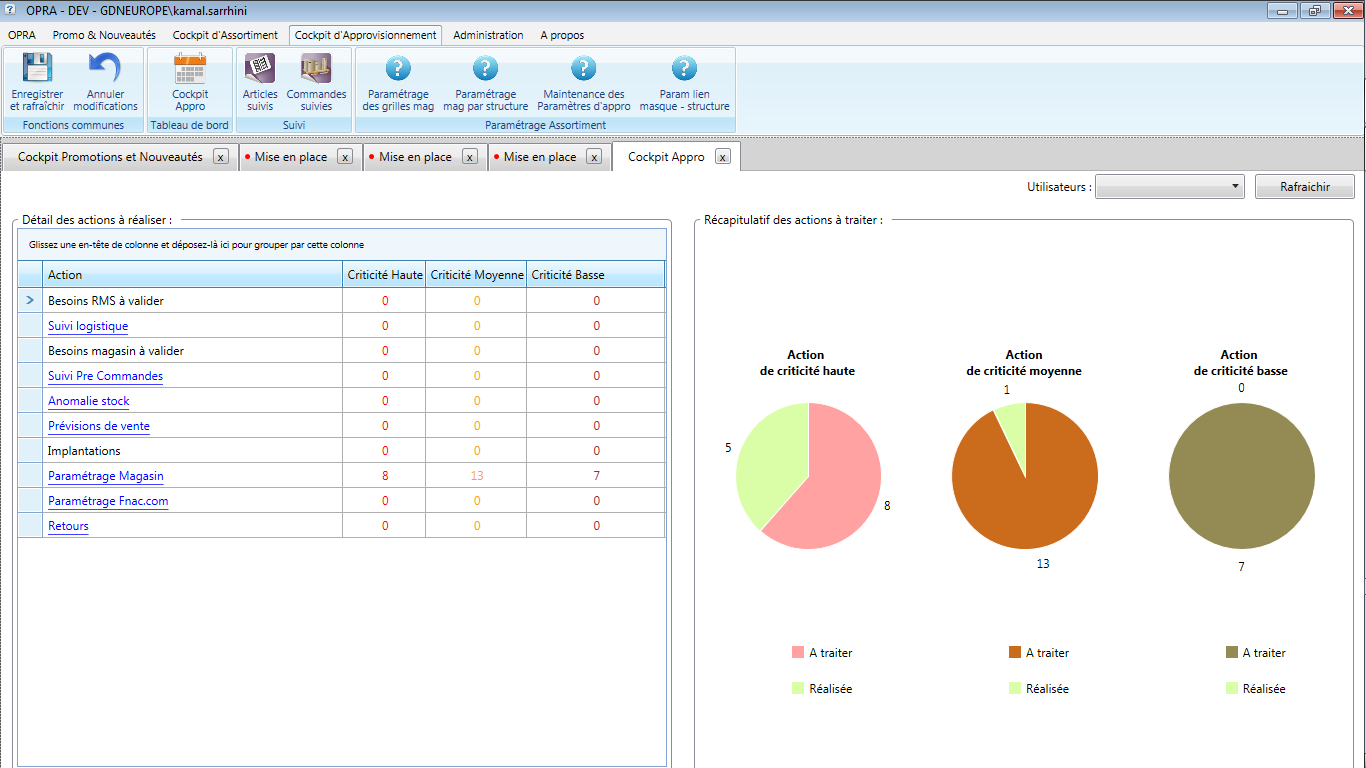 OPRA - DEV - GDNEUROPE\kamal.sarrhini
OPRA Promo & Nouveautés Cockpit d'Assortiment Cockpit d'Approvisionnement Administration A propos
Enregistrer et rafraîchir
Annuler modifications
Cockpit Appro
Articles suivis
Commandes suivies
Paramétrage des grilles mag
Paramétrage mag par structure
Maintenance des Paramètres d'appro
Param lien masque - structure
Fonctions communes Tableau de bord Suivi Paramétrage Assortiment
Cockpit Promotions et Nouveautés x Mise en place x Mise en place x Mise en place x Cockpit Appro x
Utilisateurs : Rafraichir
Détail des actions à réaliser :
Glissez une en-tête de colonne et déposez-là ici pour grouper par cette colonne
Action Criticité Haute Criticité Moyenne Criticité Basse
Besoins RMS à valider 0 0 0
Suivi logistique 0 0 0
Besoins magasin à valider 0 0 0
Suivi Pre Commandes 0 0 0
Anomalie stock 0 0 0
Prévisions de vente 0 0 0
Implantations 0 0 0
Paramétrage Magasin 8 13 7
Paramétrage Fnac.com 0 0 0
Retours 0 0 0
Récapitulatif des actions à traiter :
Action
de criticité haute
5
8
A traiter
Réalisée
Action
de criticité moyenne
1
13
A traiter
Réalisée
Action
de criticité basse
0
7
A traiter
Réalisée